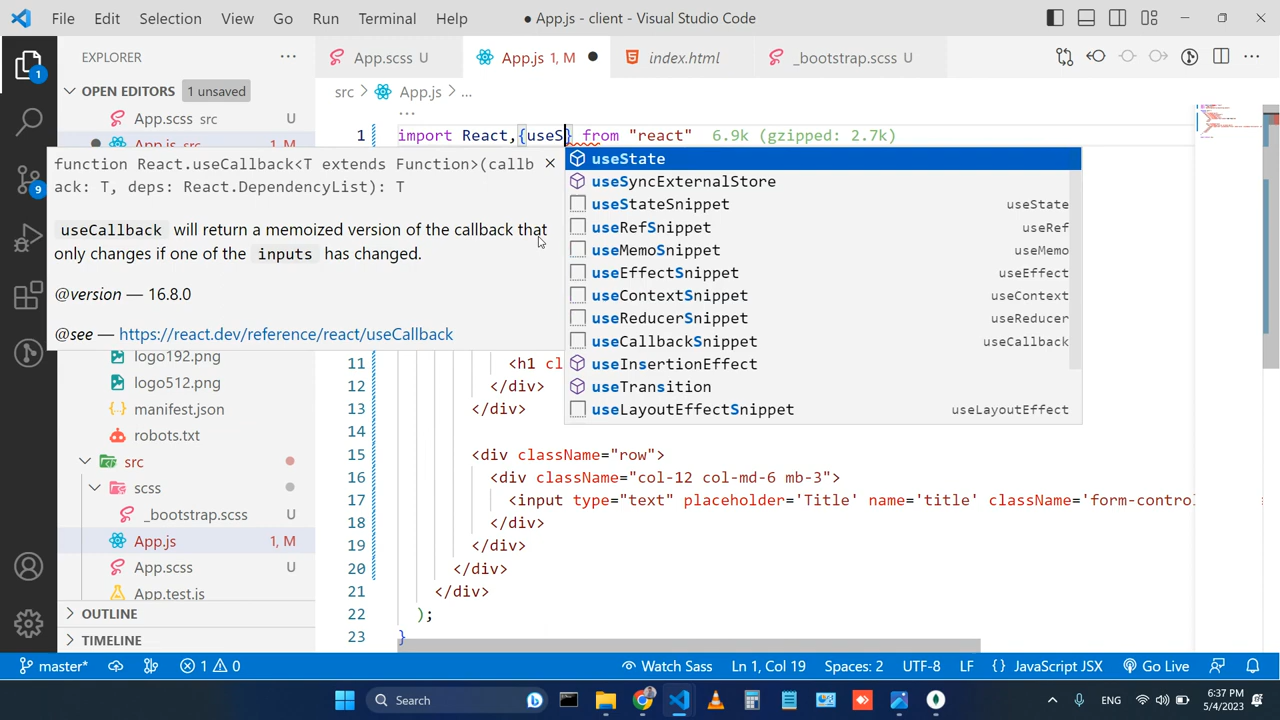 File Edit Selection View Go Run Terminal Help
● App.js - client - Visual Studio Code
EXPLORER
OPEN EDITORS 1 unsaved
App.scss src U
App.js src 1, M
App.scss U
App.js 1, M
index.html
_bootstrap.scss U
src > App.js > ...
1 import React,{useS} from "react" 6.9k (gzipped: 2.7k)
function React.useCallback<T extends Function>(callb
ack: T, deps: React.DependencyList): T
useCallback will return a memoized version of the callback that
only changes if one of the inputs has changed.
@version — 16.8.0
@see — https://react.dev/reference/react/useCallback
useState
useSyncExternalStore
useStateSnippet useState
useRefSnippet useRef
useMemoSnippet useMemo
useEffectSnippet useEffect
useContextSnippet useContext
useReducerSnippet useReducer
useCallbackSnippet useCallback
useInsertionEffect
useTransition
useLayoutEffectSnippet useLayoutEffect
logo192.png
logo512.png
manifest.json
robots.txt
src
scss
_bootstrap.scss U
App.js 1, M
App.scss U
App.test.js
OUTLINE
TIMELINE
11 <h1 cl
12 </div>
13 </div>
14
15 <div className="row">
16 <div className="col-12 col-md-6 mb-3">
17 <input type="text" placeholder='Title' name='title' className='form-control
18 </div>
19 </div>
20 </div>
21 </div>
22 );
23 }
1
9
master* 1 0 Watch Sass Ln 1, Col 19 Spaces: 2 UTF-8 LF {} JavaScript JSX Go Live
Search
ENG
6:37 PM
5/4/2023